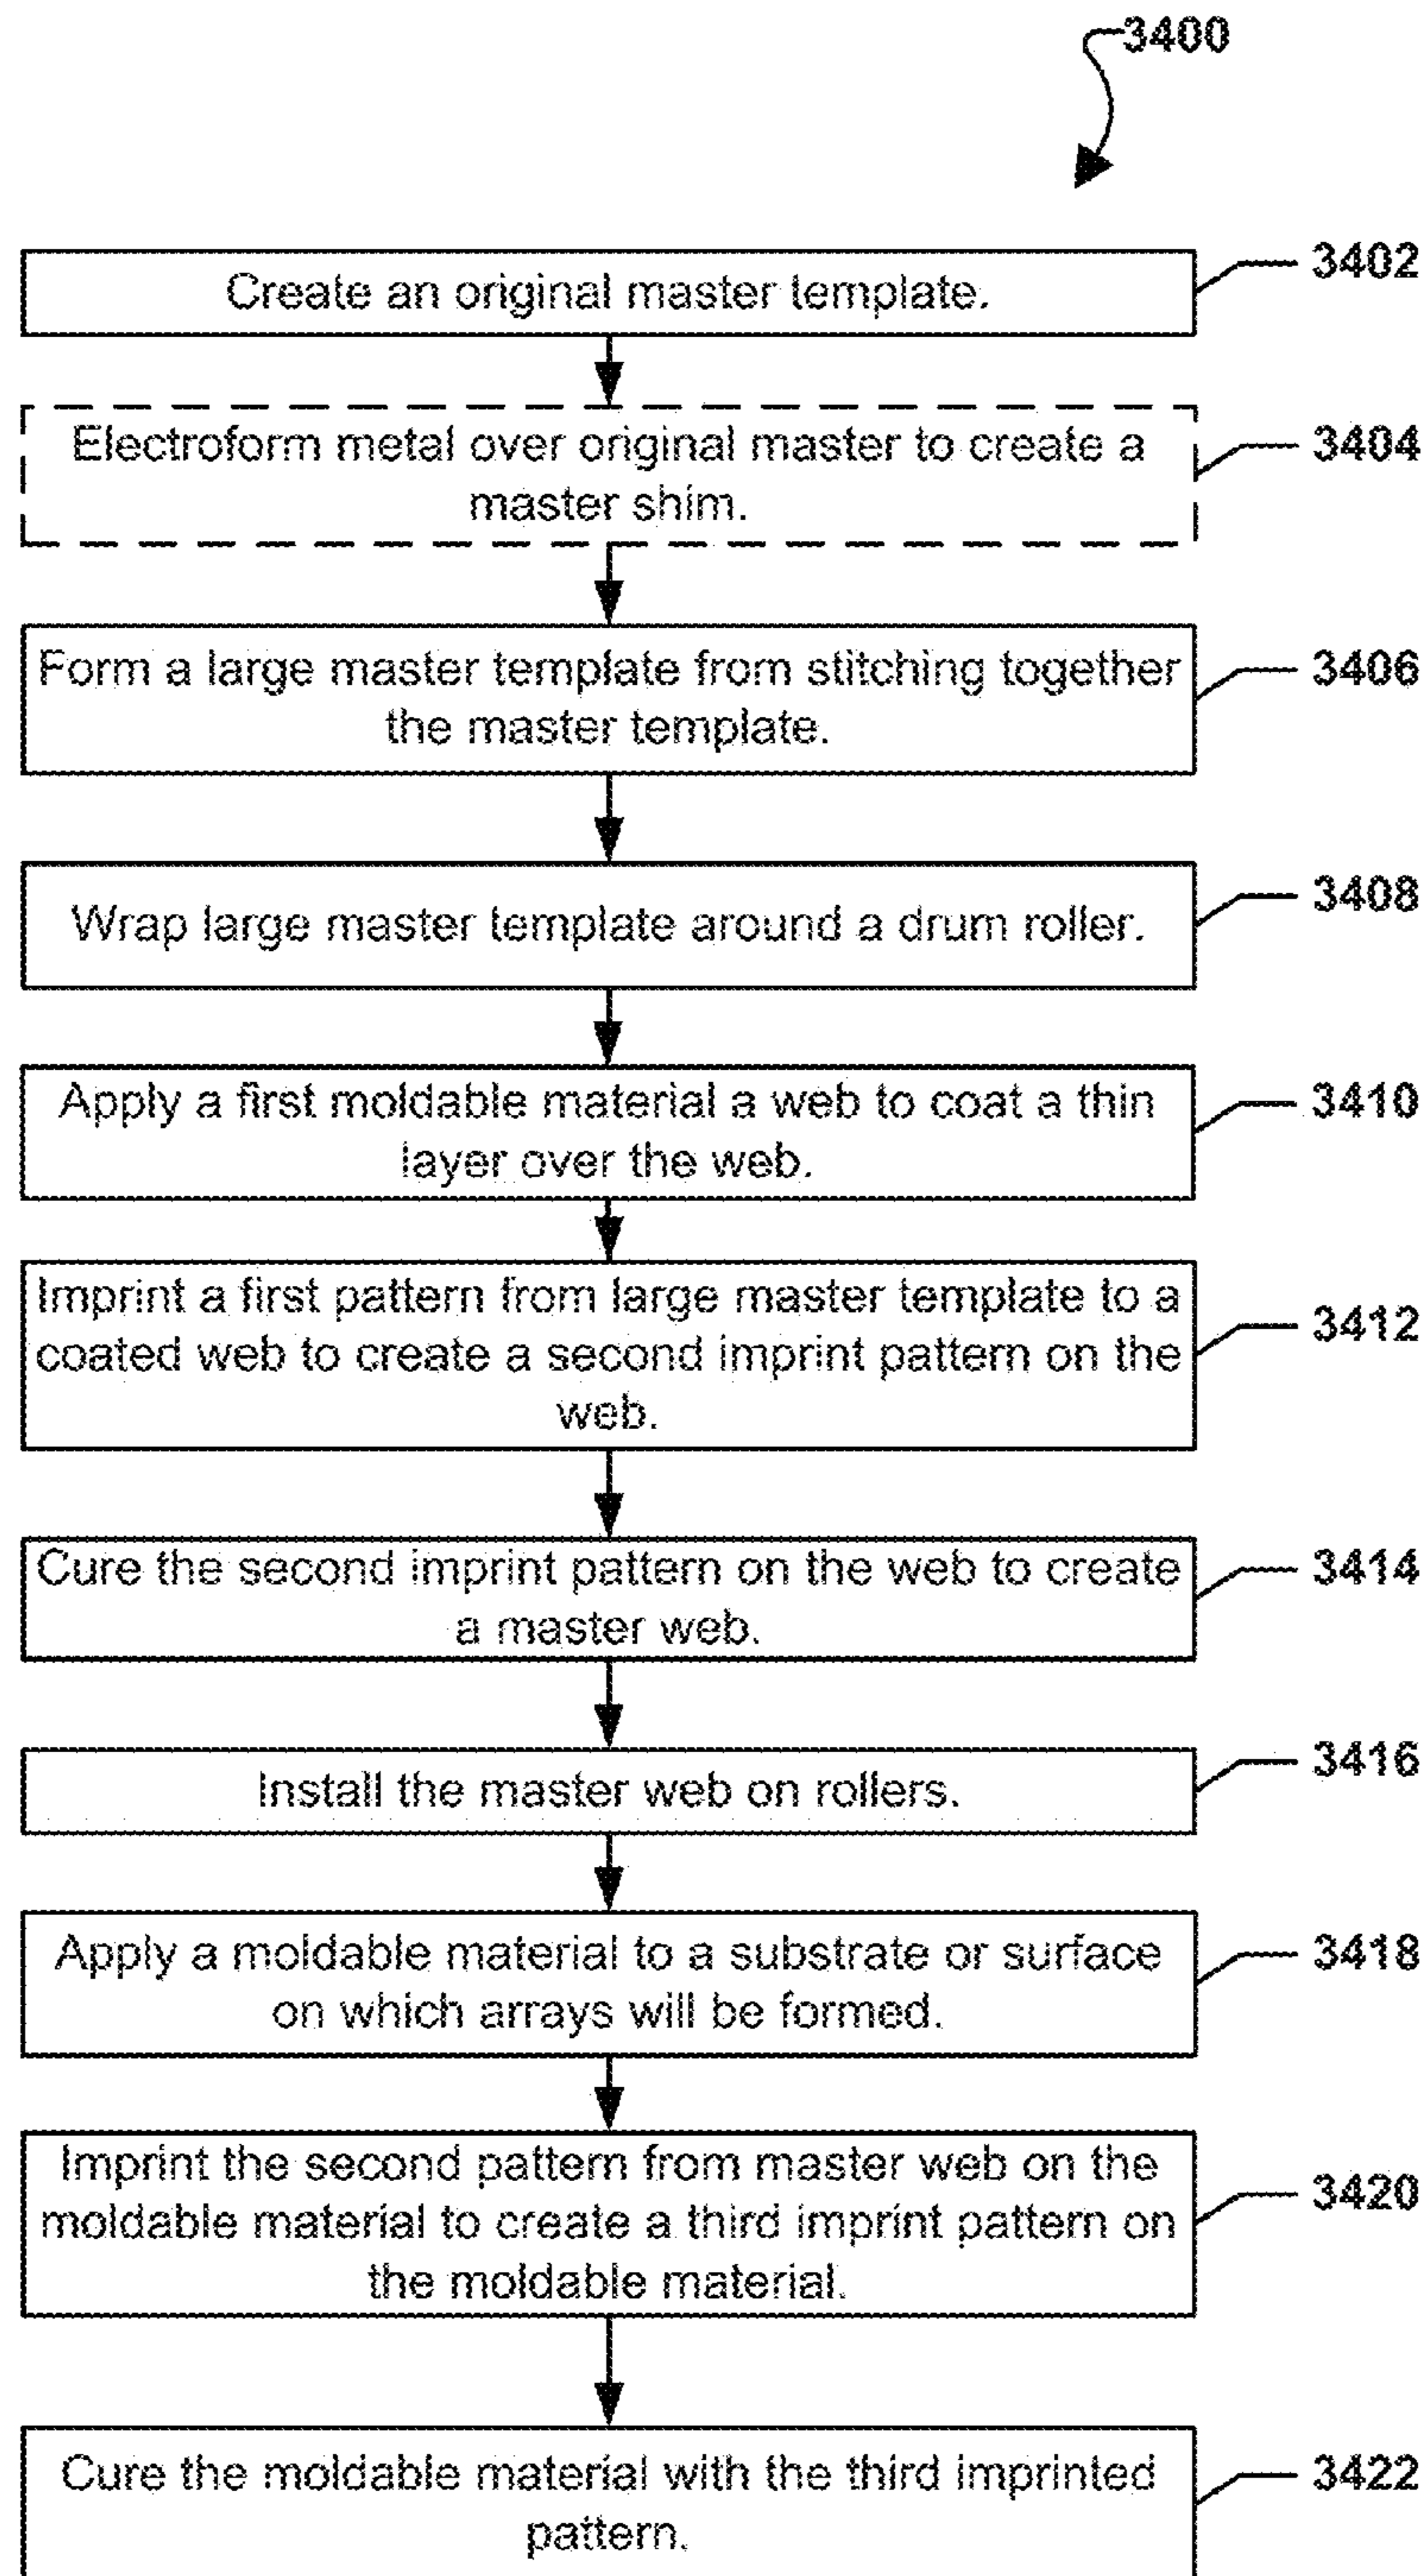 3400
Create an original master template.
3402
Electroform metal over original master to create a
master shim.
3404
Form a large master template from stitching together
the master template.
3406
Wrap large master template around a drum roller.
3408
Apply a first moldable material a web to coat a thin
layer over the web.
3410
Imprint a first pattern from large master template to a
coated web to create a second imprint pattern on the
web.
3412
Cure the second imprint pattern on the web to create
a master web.
3414
Install the master web on rollers.
3416
Apply a moldable material to a substrate or surface
on which arrays will be formed.
3418
Imprint the second pattern from master web on the
moldable material to create a third imprint pattern on
the moldable material.
3420
Cure the moldable material with the third imprinted
pattern.
3422